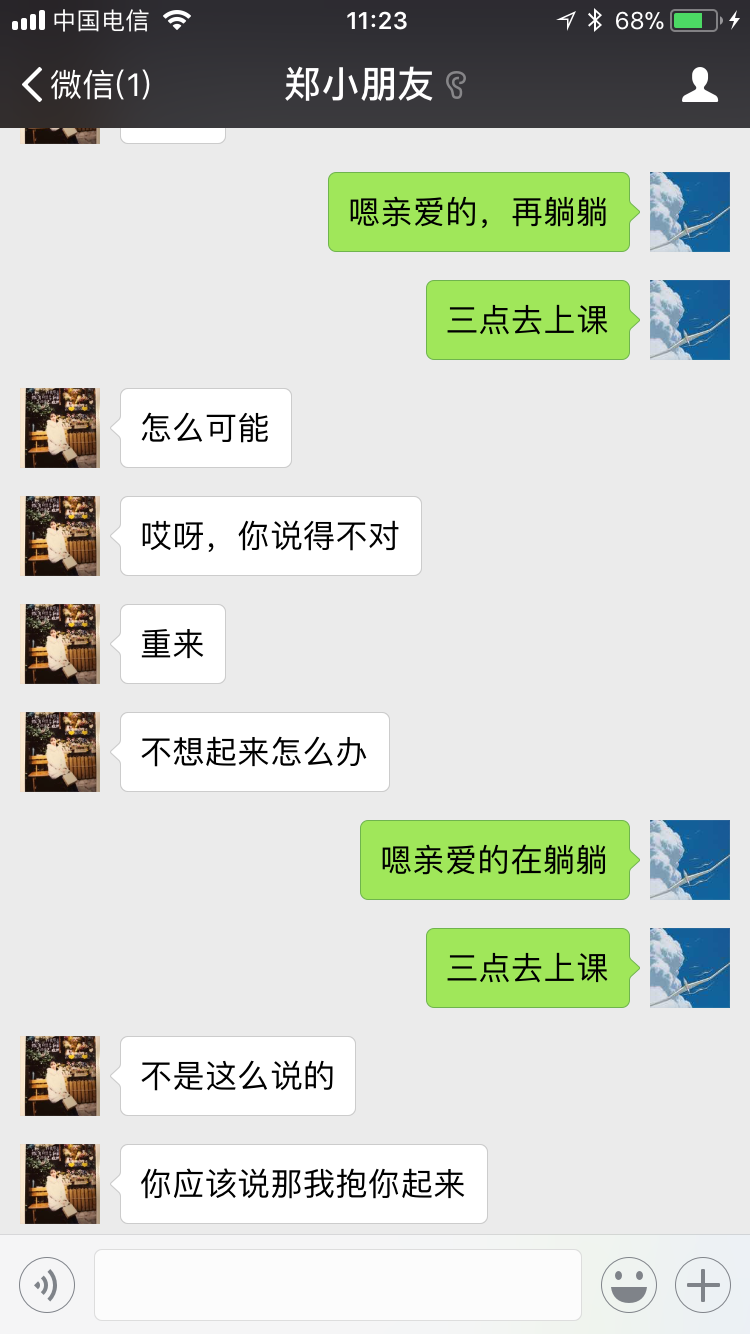 中国电信 11:23 68%
微信(1) 郑小朋友
嗯亲爱的，再躺躺
三点去上课
怎么可能
哎呀，你说得不对
重来
不想起来怎么办
嗯亲爱的在躺躺
三点去上课
不是这么说的
你应该说那我抱你起来